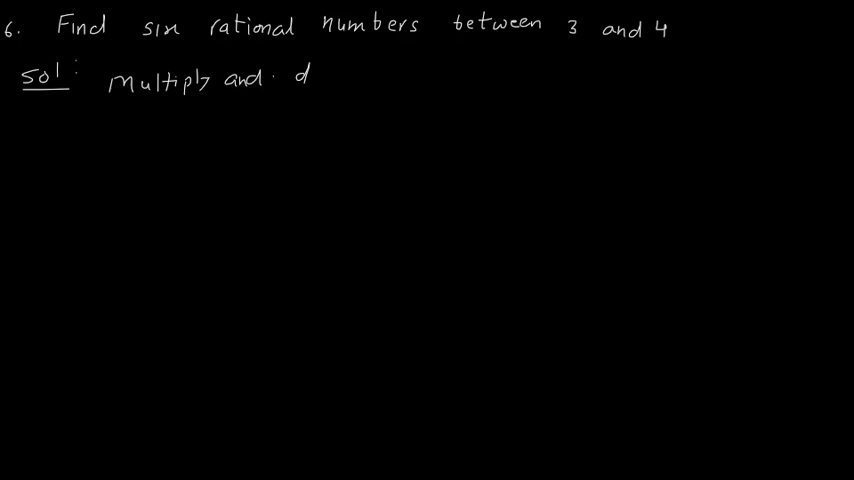 6. Find six rational numbers between 3 and 4
Sol: Multiply and d